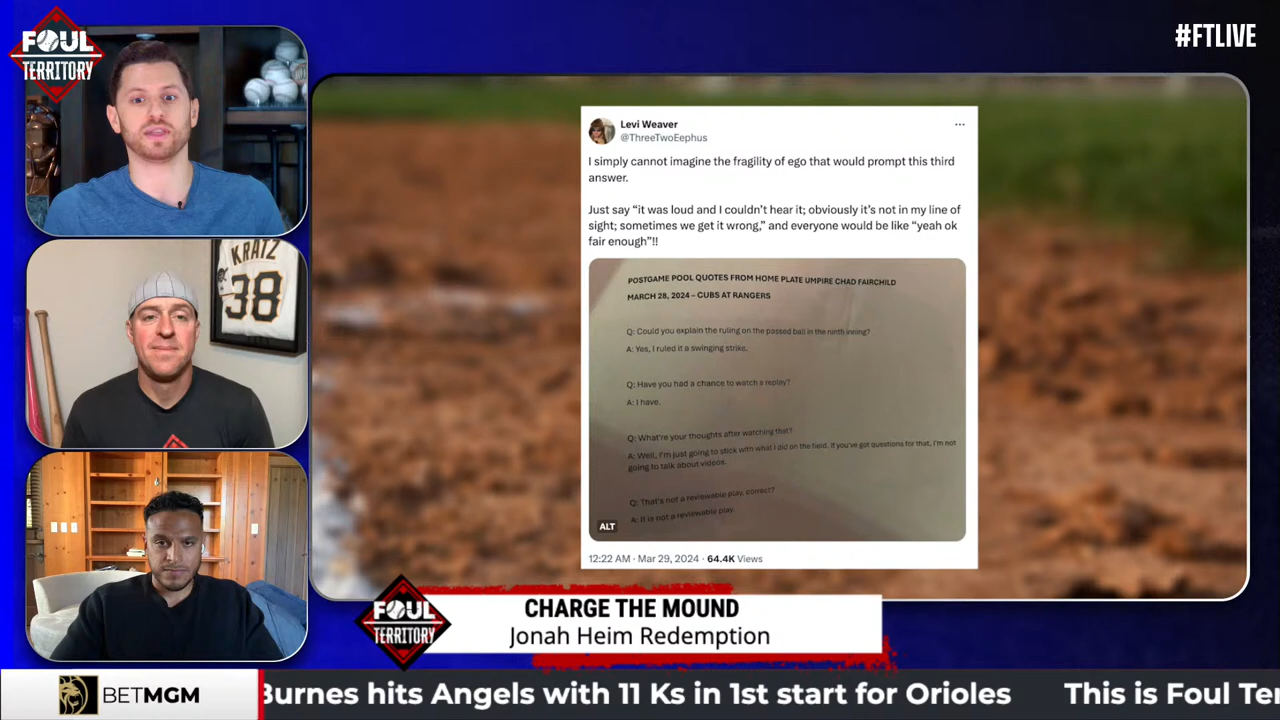 FOUL
TERRITORY
#FTLIVE
KRATZ
38
Levi Weaver
@ThreeTwoEephus
I simply cannot imagine the fragility of ego that would prompt this third
answer.
Just say “it was loud and I couldn’t hear it; obviously it’s not in my line of
sight; sometimes we get it wrong,” and everyone would be like “yeah ok
fair enough”!!
POSTGAME POOL QUOTES FROM HOME PLATE UMPIRE CHAD FAIRCHILD
MARCH 28, 2024 – CUBS AT RANGERS
Q: Could you explain the ruling on the passed ball in the ninth inning?
A: Yes, I ruled it a swinging strike.
Q: Have you had a chance to watch a replay?
A: I have.
Q: What're your thoughts after watching that?
A: Well, I'm just going to stick with what I did on the field. If you've got questions for that, I'm not
going to talk about videos.
Q: That's not a reviewable play, correct?
A: It is not a reviewable play.
ALT
12:22 AM · Mar 29, 2024 · 64.4K Views
FOUL
TERRITORY
CHARGE THE MOUND
Jonah Heim Redemption
BETMGM
Burnes hits Angels with 11 Ks in 1st start for Orioles
This is Foul Ter